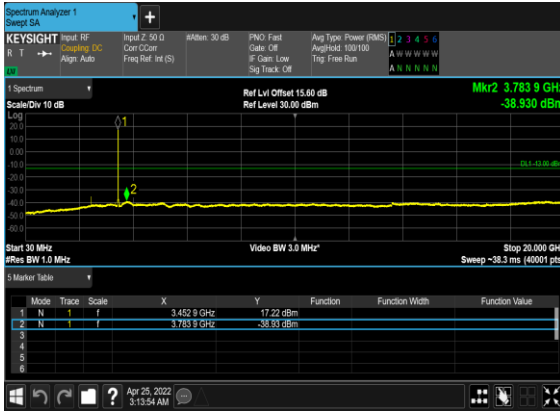 Spectrum Analyzer 1
Swept SA
+
KEYSIGHT Input: RF Input Z: 50 Ω #Atten: 30 dB PNO: Fast Avg Type: Power (RMS) 1 2 3 4 5 6
R T Coupling: DC Corr CCorr Gate: Off Avg|Hold: 100/100 A W W W W W
Align: Auto Freq Ref: Int (S) IF Gain: Low Trig: Free Run
Sig Track: Off A N N N N N
1 Spectrum Ref Lvl Offset 15.60 dB Mkr2 3.783 9 GHz
Scale/Div 10 dB Ref Level 30.00 dBm -38.930 dBm
Log
20.0
10.0
0.00
-10.0
-20.0
-30.0
-40.0
-50.0
-60.0
1
2
DL1 -13.00 dBm
Start 30 MHz Video BW 3.0 MHz* Stop 20.000 GHz
#Res BW 1.0 MHz Sweep ~38.3 ms (40001 pts)
5 Marker Table
Mode Trace Scale X Y Function Function Width Function Value
1 N 1 f 3.452 9 GHz 17.22 dBm
2 N 1 f 3.783 9 GHz -38.93 dBm
3
4
5
6
? Apr 25, 2022
3:13:54 AM